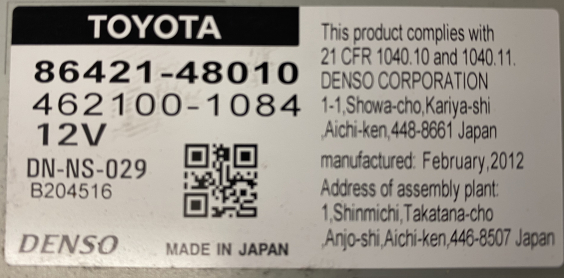 TOYOTA
86421-48010
462100-1084
12V
DN-NS-029
B204516
DENSO
MADE IN JAPAN
This product complies with
21 CFR 1040.10 and 1040.11.
DENSO CORPORATION
1-1,Showa-cho,Kariya-shi
,Aichi-ken,448-8661 Japan
manufactured: February,2012
Address of assembly plant:
1,Shinmichi,Takatana-cho
,Anjo-shi,Aichi-ken,446-8507 Japan